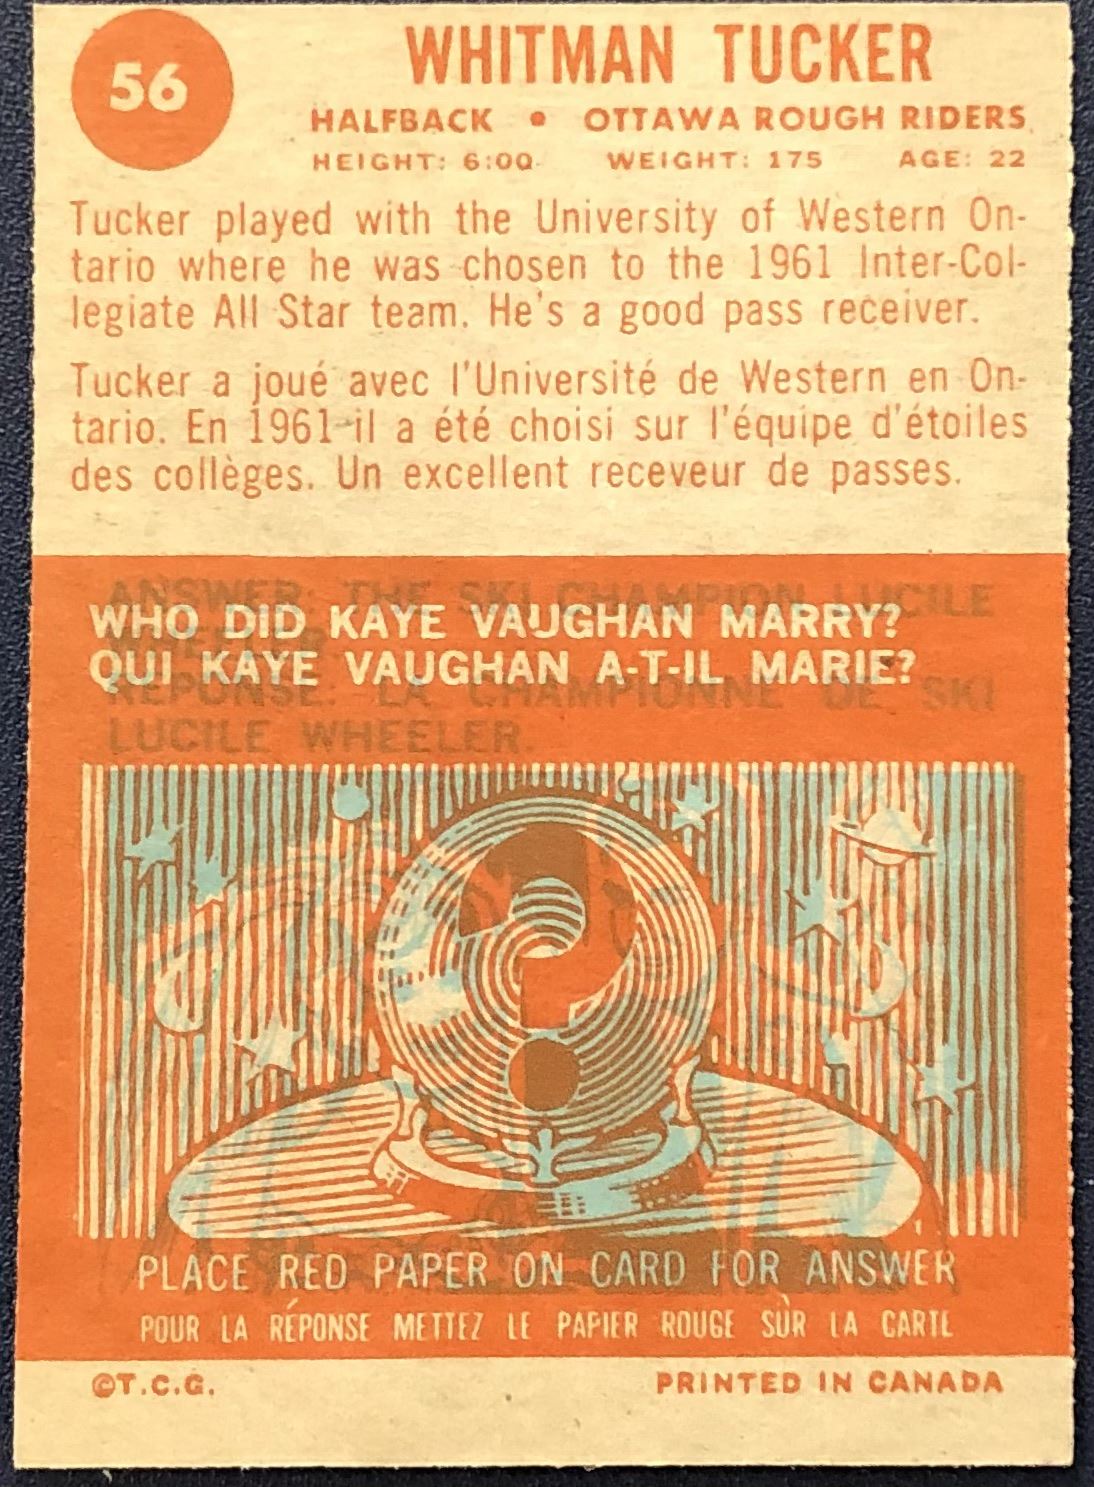 56
WHITMAN TUCKER
HALFBACK • OTTAWA ROUGH RIDERS
HEIGHT: 6:00 WEIGHT: 175 AGE: 22
Tucker played with the University of Western On-
tario where he was chosen to the 1961 Inter-Col-
legiate All Star team. He's a good pass receiver.
Tucker a joué avec l'Université de Western en On-
tario. En 1961 il a été choisi sur l'équipe d'étoiles
des collèges. Un excellent receveur de passes.
ANSWER: THE SKI CHAMPION LUCILE
WHEELER.
RÉPONSE: LA CHAMPIONNE DE SKI
LUCILE WHEELER.
WHO DID KAYE VAUGHAN MARRY?
QUI KAYE VAUGHAN A-T-IL MARIE?
PLACE RED PAPER ON CARD FOR ANSWER
POUR LA RÉPONSE METTEZ LE PAPIER ROUGE SÙR LA CARTE
©T.C.G. PRINTED IN CANADA